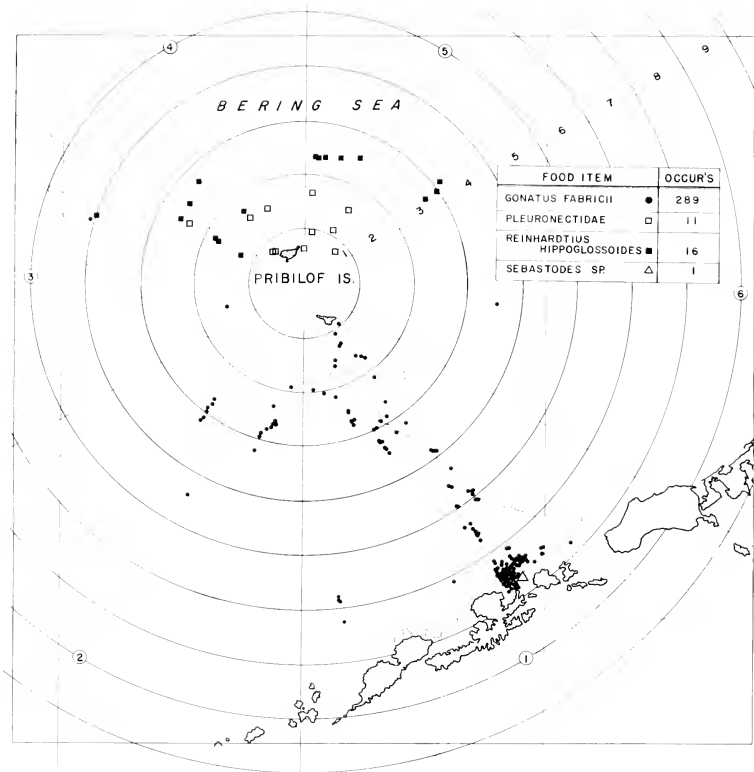 ④
⑤
9
8
7
6
5
4
3
2
BERING SEA
FOOD ITEM OCCUR'S
GONATUS FABRICII ● 289
PLEURONECTIDAE □ 11
REINHARDTIUS
HIPPOGLOSSOIDES ■ 16
SEBASTODES SP. △ 1
PRIBILOF IS.
③
⑥
②
①